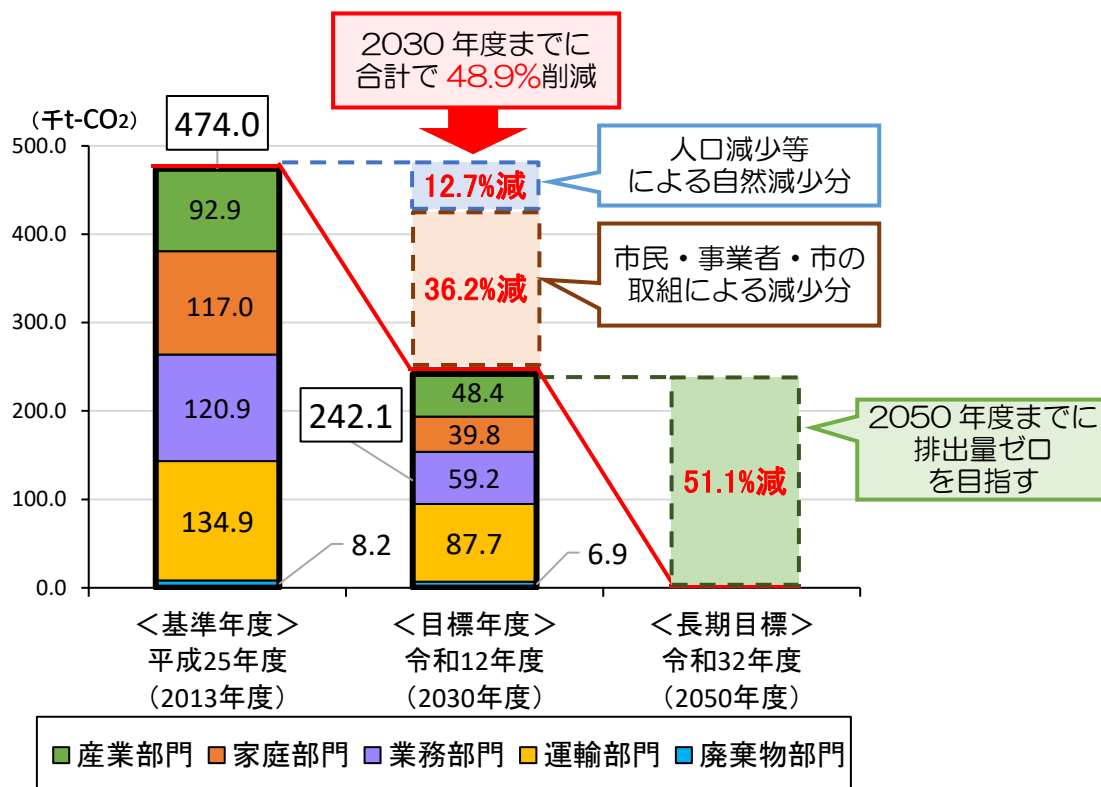 2030 年度までに
合計で 48.9%削減
（千t-CO₂）
474.0
500.0
400.0
300.0
200.0
100.0
0.0
92.9
117.0
120.9
134.9
8.2
12.7%減
36.2%減
242.1
48.4
39.8
59.2
87.7
6.9
51.1%減
人口減少等
による自然減少分
市民・事業者・市の
取組による減少分
2050 年度までに
排出量ゼロ
を目指す
＜基準年度＞
平成25年度
（2013年度）
＜目標年度＞
令和12年度
（2030年度）
＜長期目標＞
令和32年度
（2050年度）
産業部門 家庭部門 業務部門 運輸部門 廃棄物部門